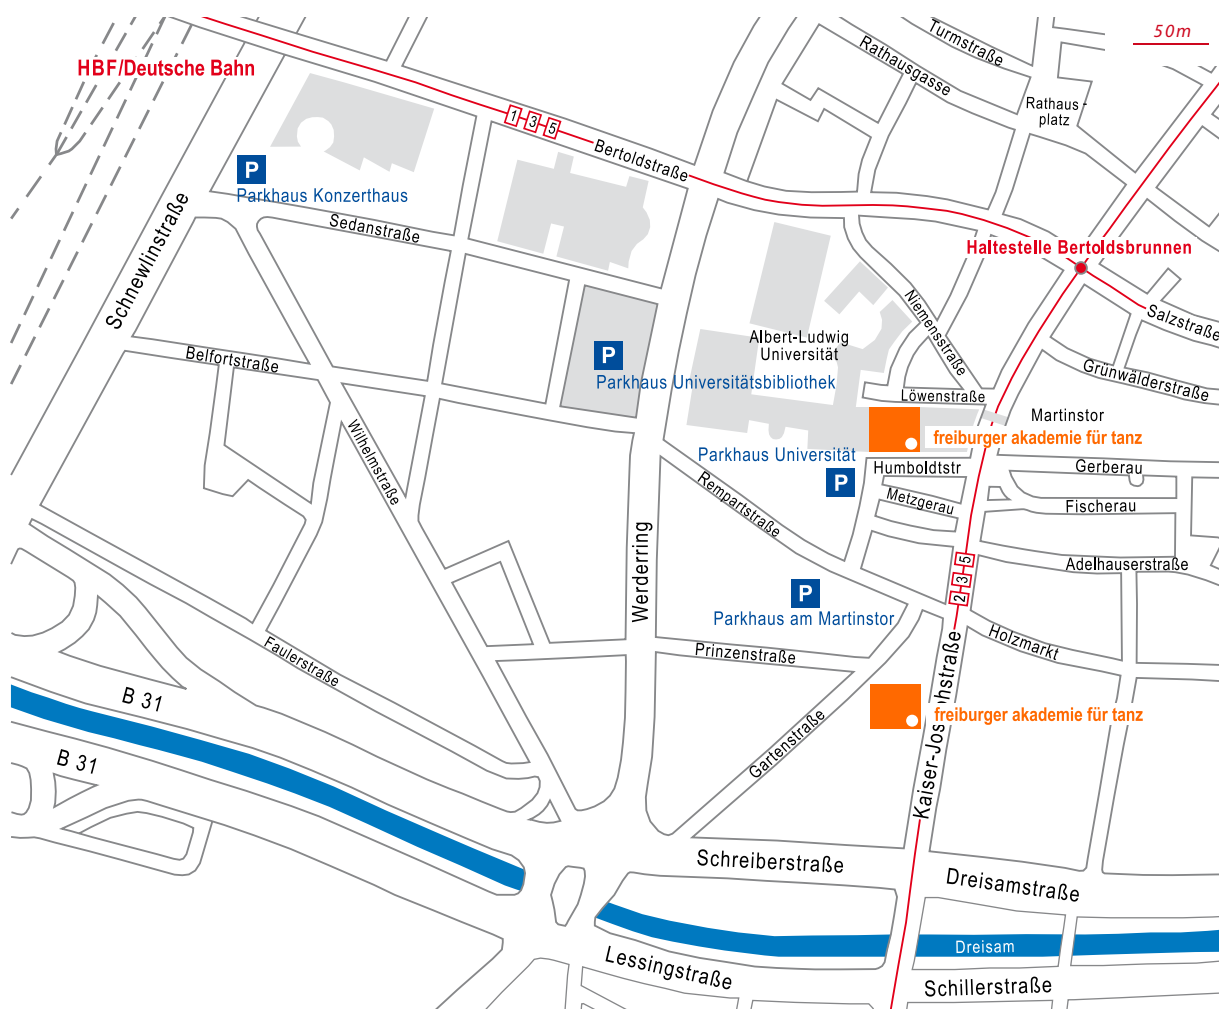 50m
Turmstraße
Rathausgasse
HBF/Deutsche Bahn
Rathaus-
platz
1
3
5
Bertoldstraße
P
Parkhaus Konzerthaus
Sedanstraße
Schnewlinstraße
Haltestelle Bertoldsbrunnen
Niemensstraße
Salzstraße
Albert-Ludwig
Universität
Belfortstraße
P
Parkhaus Universitätsbibliothek
Grünwälderstraße
Löwenstraße
Martinstor
freiburger akademie für tanz
Wilhelmstraße
Parkhaus Universität
P
Humboldtstr
Gerberau
Rempartstraße
Metzgerau
Fischerau
Werderring
5
3
2
Adelhauserstraße
P
Parkhaus am Martinstor
Holzmarkt
Prinzenstraße
Faulerstraße
B 31
freiburger akademie für tanz
Kaiser-Josephstraße
Gartenstraße
B 31
Schreiberstraße
Dreisamstraße
Dreisam
Lessingstraße
Schillerstraße